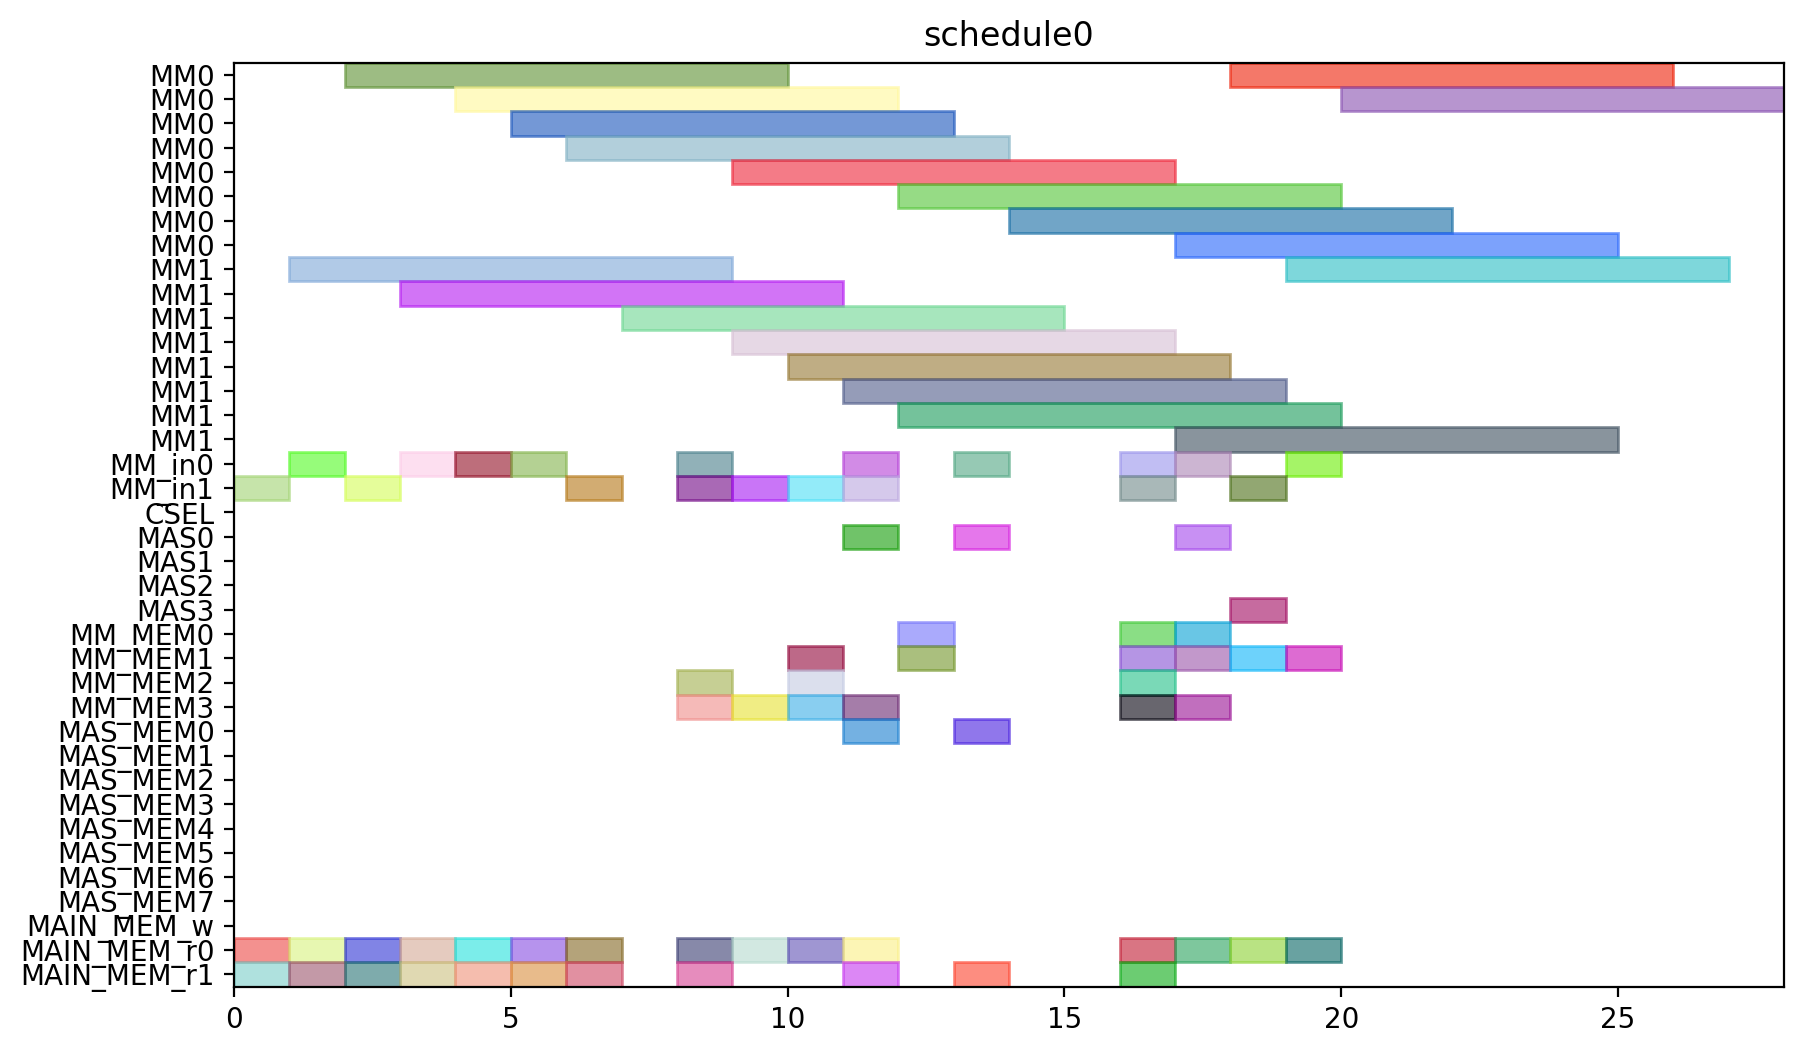 schedule0
MM0
MM0
MM0
MM0
MM0
MM0
MM0
MM0
MM1
MM1
MM1
MM1
MM1
MM1
MM1
MM1
MM_in0
MM_in1
CSEL
MAS0
MAS1
MAS2
MAS3
MM_MEM0
MM_MEM1
MM_MEM2
MM_MEM3
MAS_MEM0
MAS_MEM1
MAS_MEM2
MAS_MEM3
MAS_MEM4
MAS_MEM5
MAS_MEM6
MAS_MEM7
MAIN_MEM_w
MAIN_MEM_r0
MAIN_MEM_r1
0 5 10 15 20 25